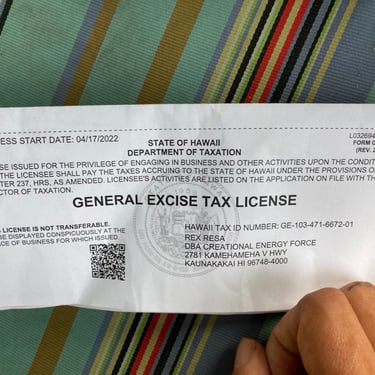 ESS START DATE: 04/17/2022
STATE OF HAWAII
DEPARTMENT OF TAXATION
L032694
FORM G
(REV. 2
SE ISSUED FOR THE PRIVILEGE OF ENGAGING IN BUSINESS AND OTHER ACTIVITIES UPON THE CONDIT
THE LICENSEE SHALL PAY THE TAXES ACCRUING TO THE STATE OF HAWAII UNDER THE PROVISIONS O
TER 237, HRS, AS AMENDED. LICENSEE'S ACTIVITIES ARE LISTED ON THE APPLICATION ON FILE WITH TH
CTOR OF TAXATION.
GENERAL EXCISE TAX LICENSE
S LICENSE IS NOT TRANSFERABLE.
BE DISPLAYED CONSPICUOUSLY AT THE
ACE OF BUSINESS FOR WHICH ISSUED.
HAWAII TAX ID NUMBER: GE-103-471-6672-01
REX RESA
DBA CREATIONAL ENERGY FORCE
2781 KAMEHAMEHA V HWY
KAUNAKAKAI HI 96748-4000